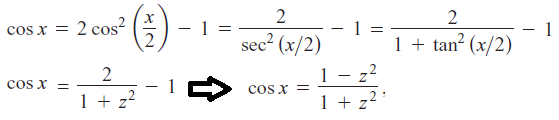 cos x = 2 cos² (x/2) − 1 = 2/(sec² (x/2)) − 1 = 2/(1 + tan² (x/2)) − 1
cos x = 2/(1 + z²) − 1 ⇨ cos x = (1 − z²)/(1 + z²),